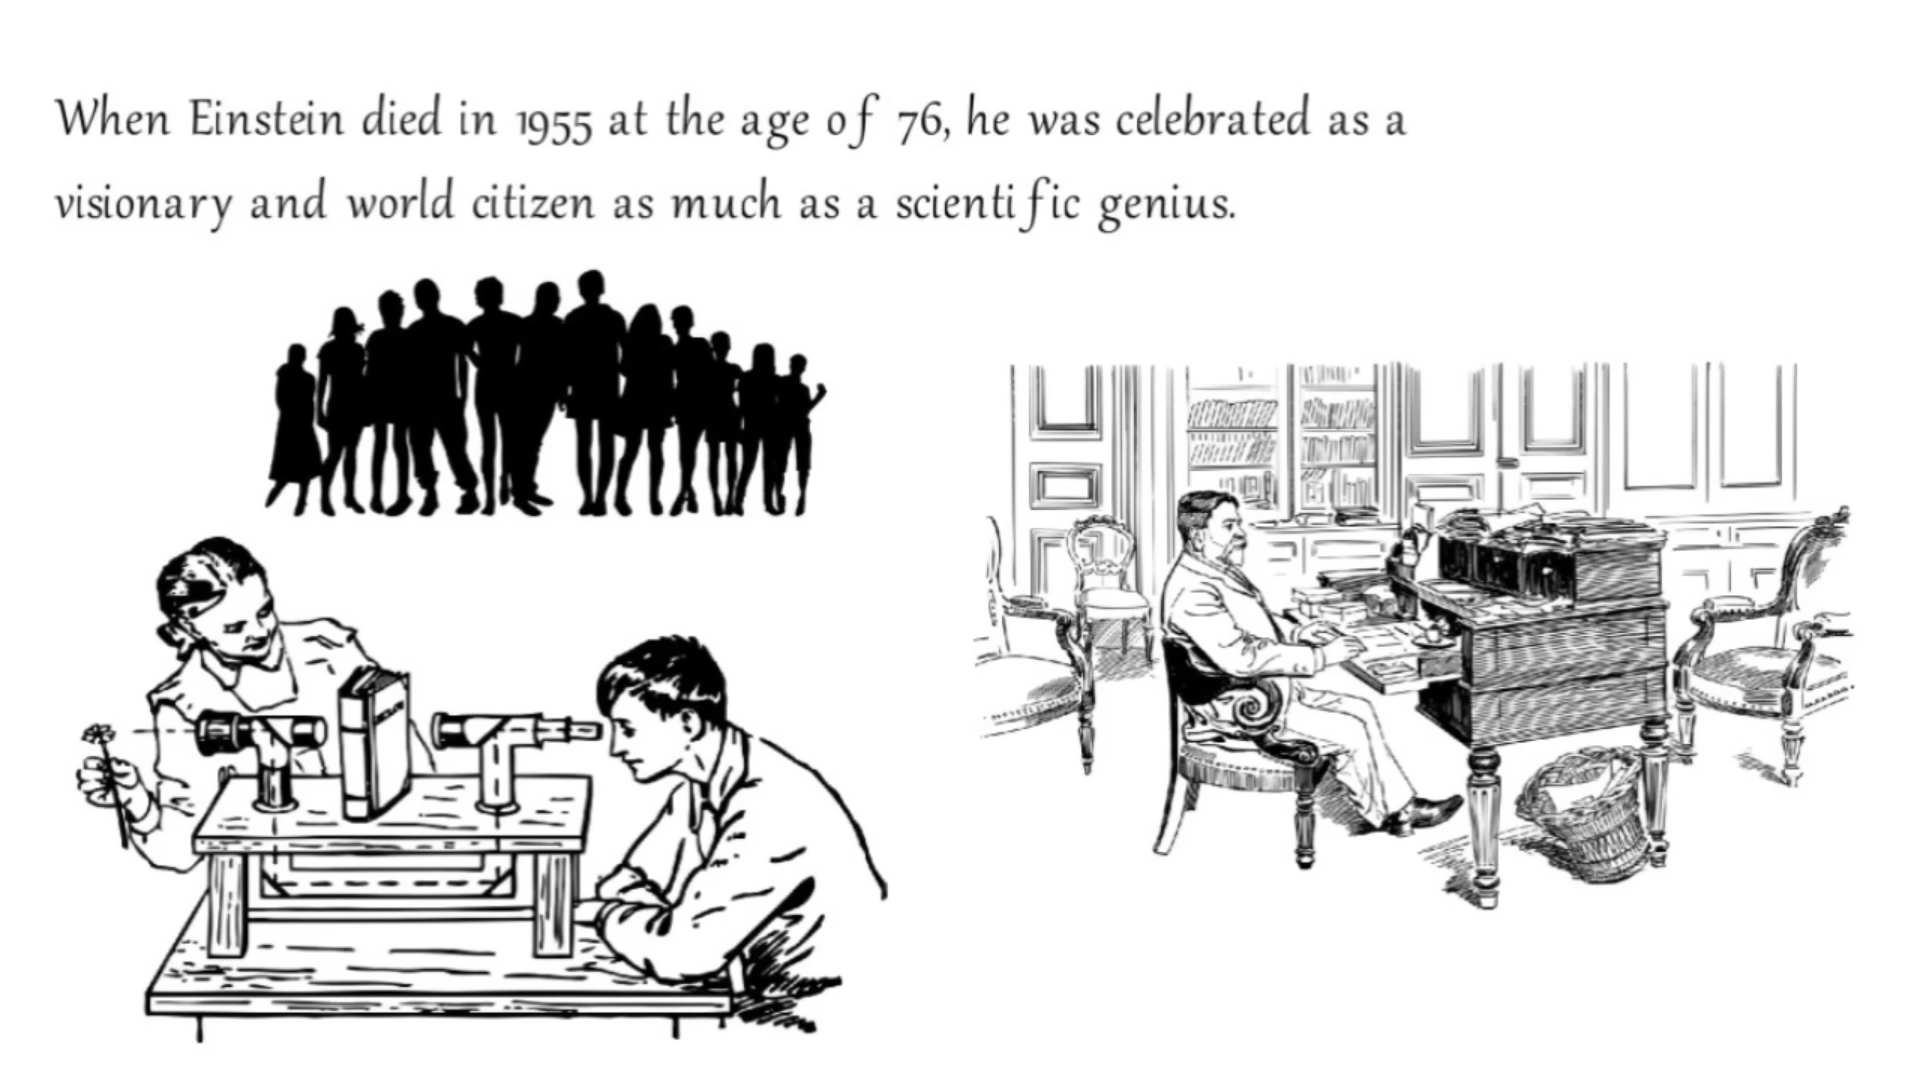 When Einstein died in 1955 at the age of 76, he was celebrated as a
visionary and world citizen as much as a scientific genius.